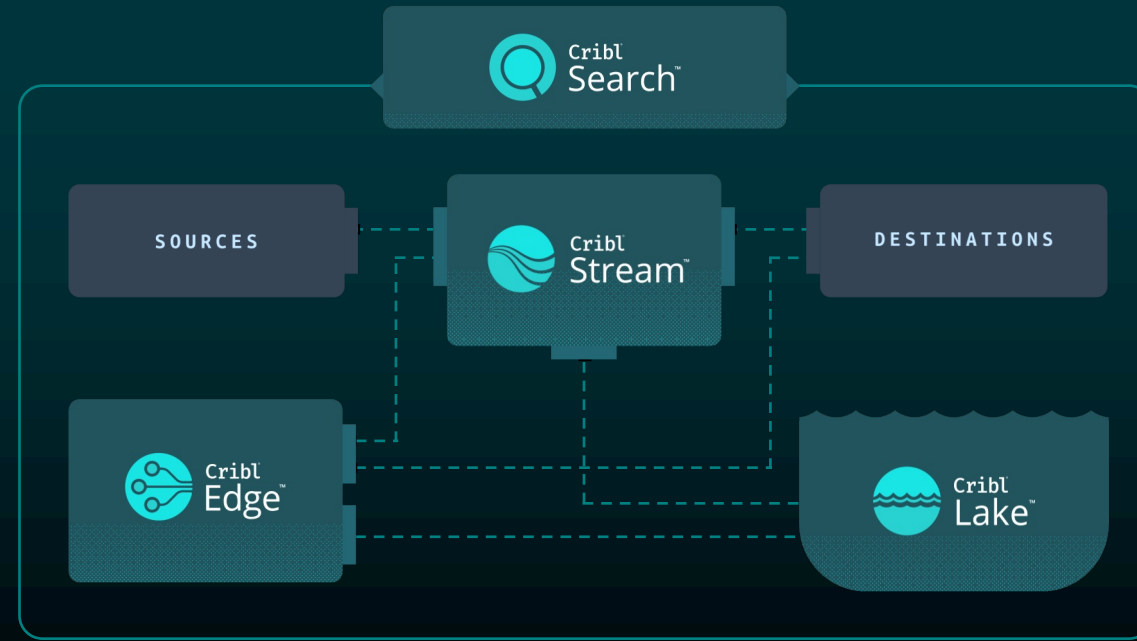 Cribl
Search™
SOURCES
Cribl
Stream™
DESTINATIONS
Cribl
Edge™
Cribl
Lake™